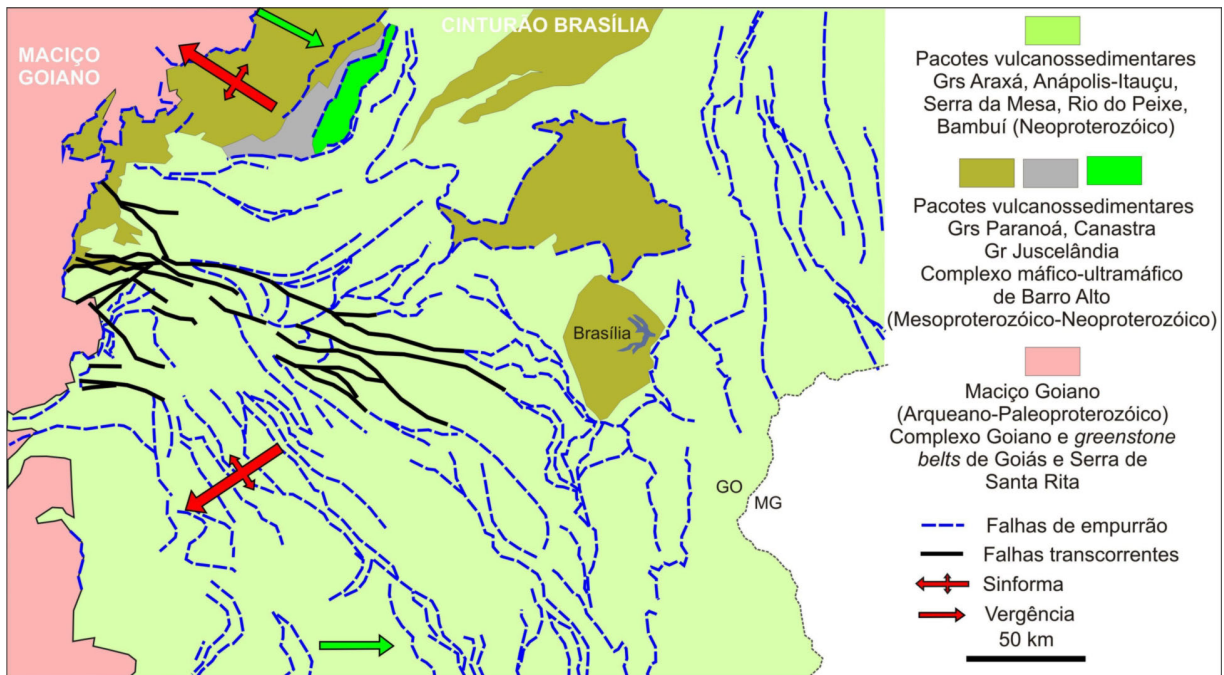 MACIÇO
GOIANO
CINTURÃO BRASÍLIA
Brasília
GO
MG
Pacotes vulcanossedimentares
Grs Araxá, Anápolis-Itauçu,
Serra da Mesa, Rio do Peixe,
Bambuí (Neoproterozóico)
Pacotes vulcanossedimentares
Grs Paranoá, Canastra
Gr Juscelândia
Complexo máfico-ultramáfico
de Barro Alto
(Mesoproterozóico-Neoproterozóico)
Maciço Goiano
(Arqueano-Paleoproterozóico)
Complexo Goiano e greenstone
belts de Goiás e Serra de
Santa Rita
Falhas de empurrão
Falhas transcorrentes
Sinforma
Vergência
50 km